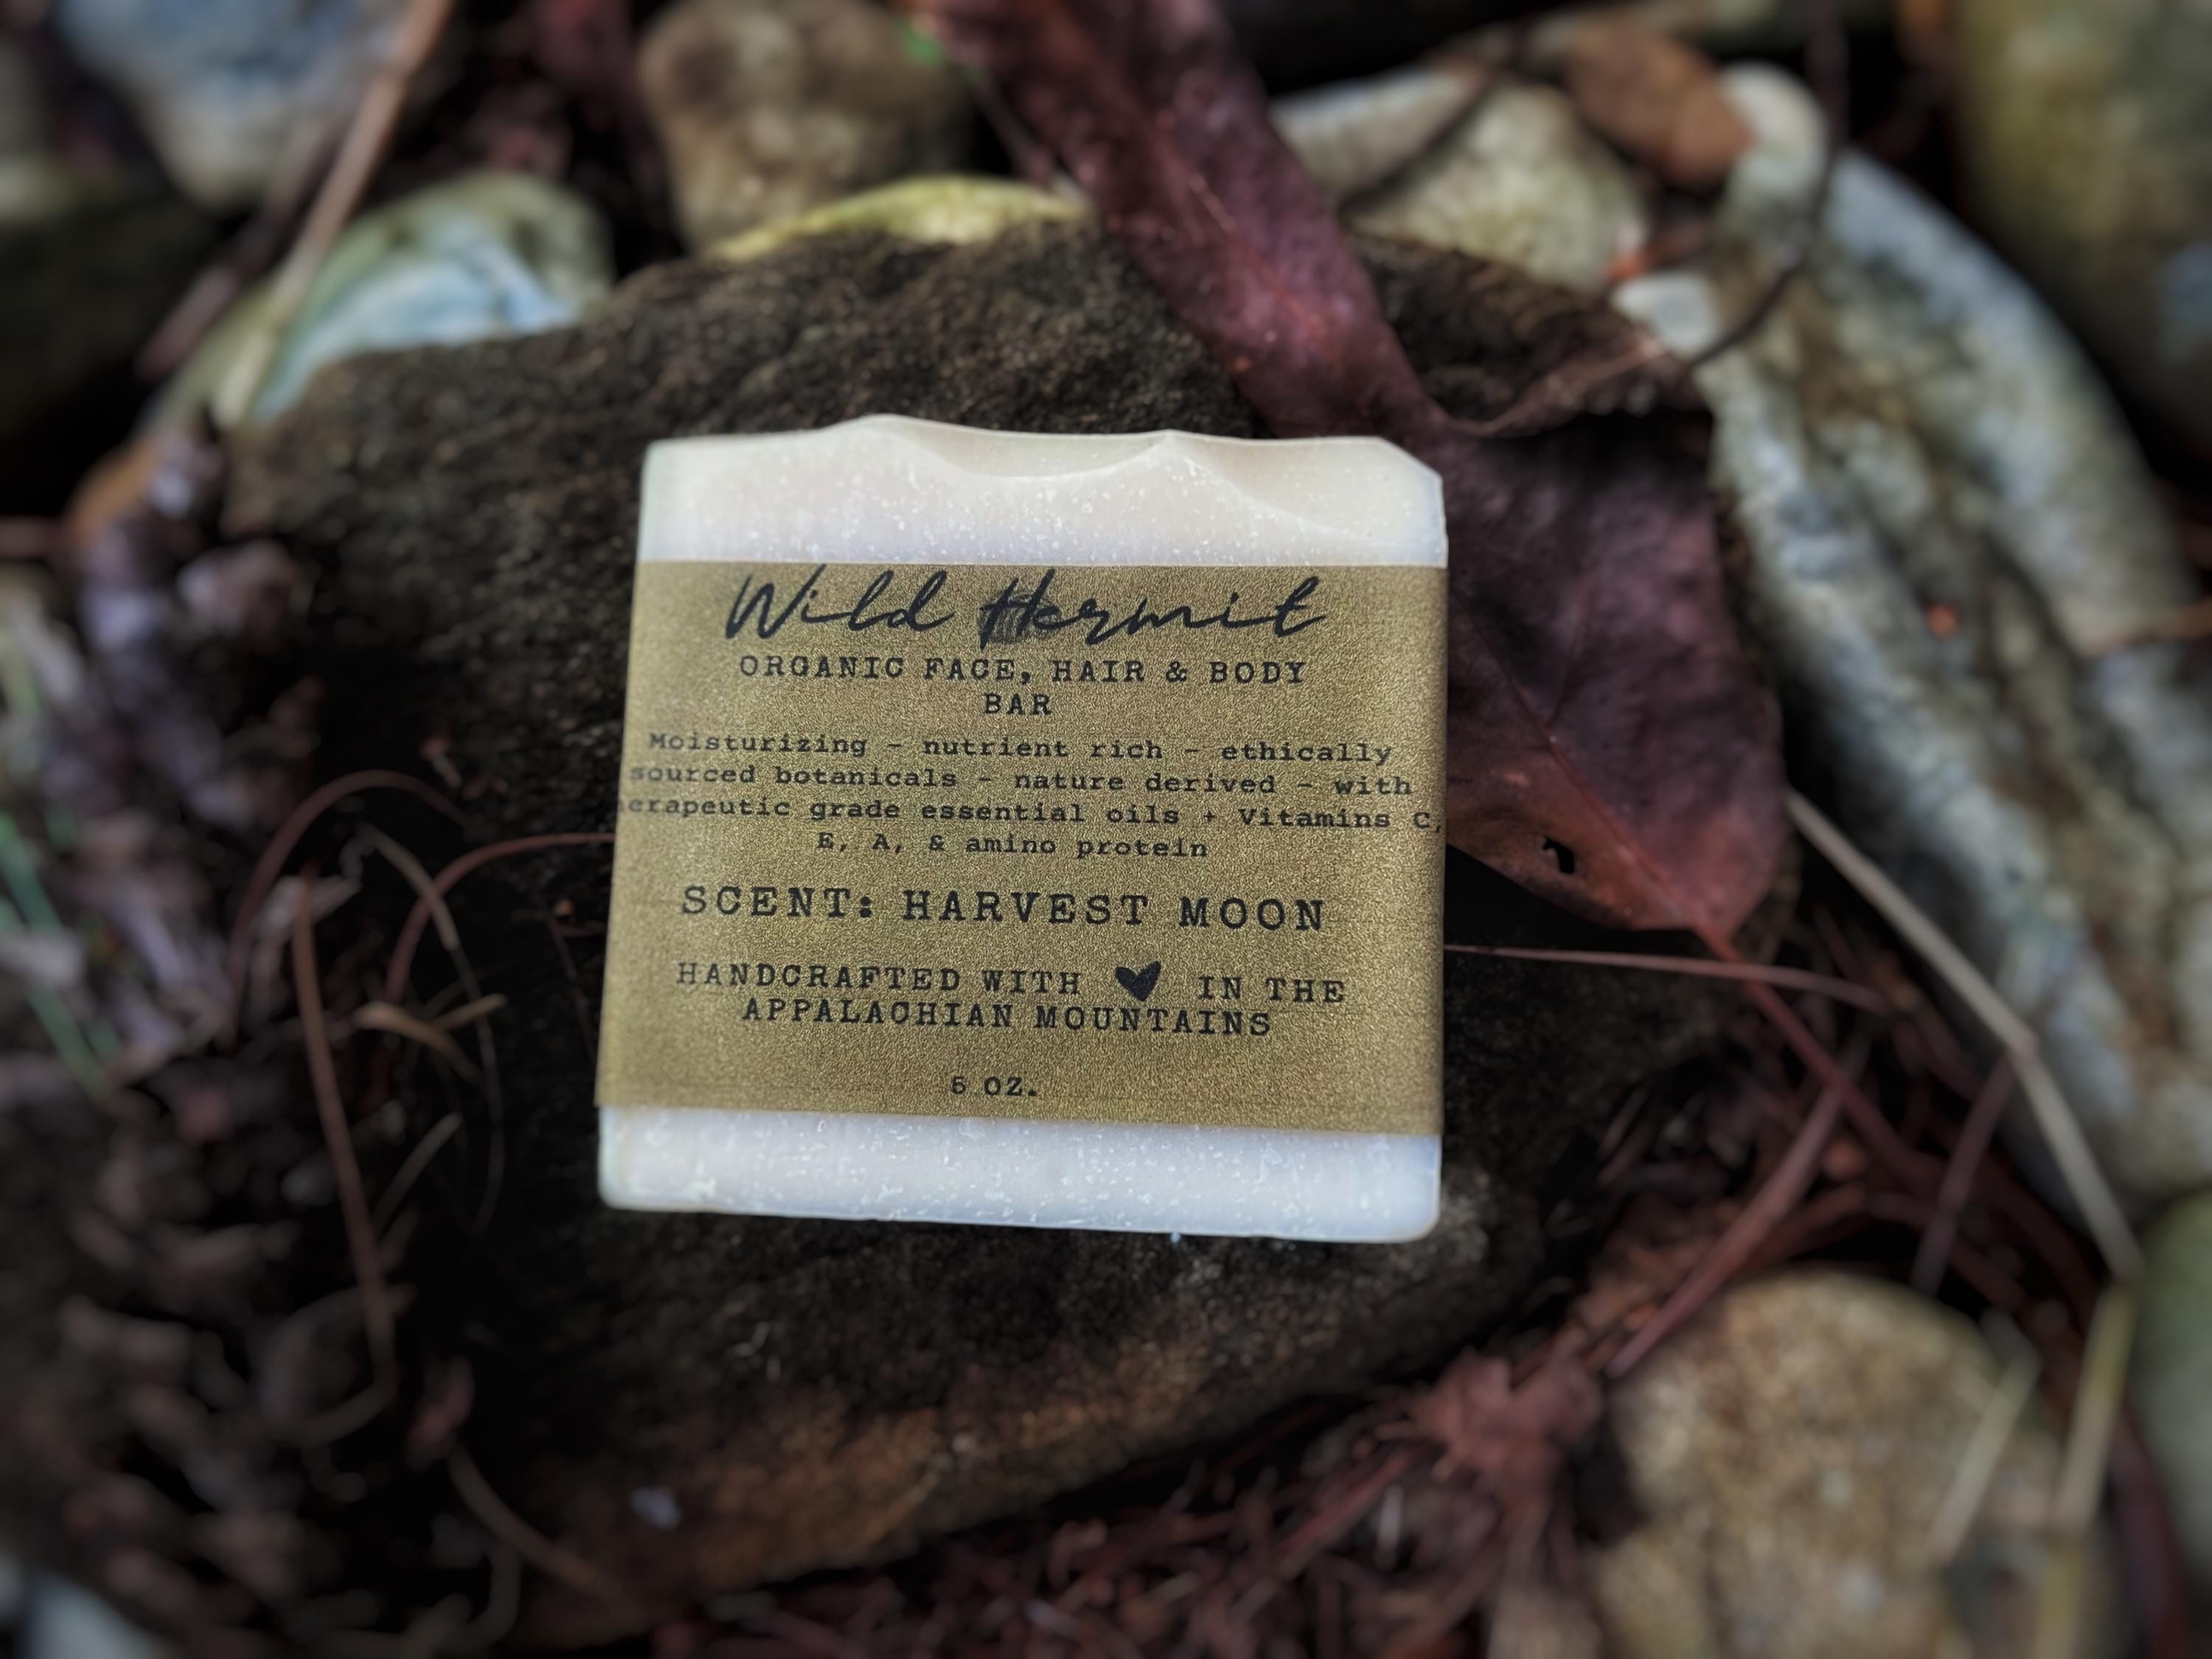 Wild Hermit
ORGANIC FACE, HAIR & BODY
BAR
Moisturizing - nutrient rich - ethically
sourced botanicals - nature derived - with
erapeutic grade essential oils + Vitamins C,
E, A, & amino protein
SCENT: HARVEST MOON
HANDCRAFTED WITH ♥ IN THE
APPALACHIAN MOUNTAINS
5 OZ.